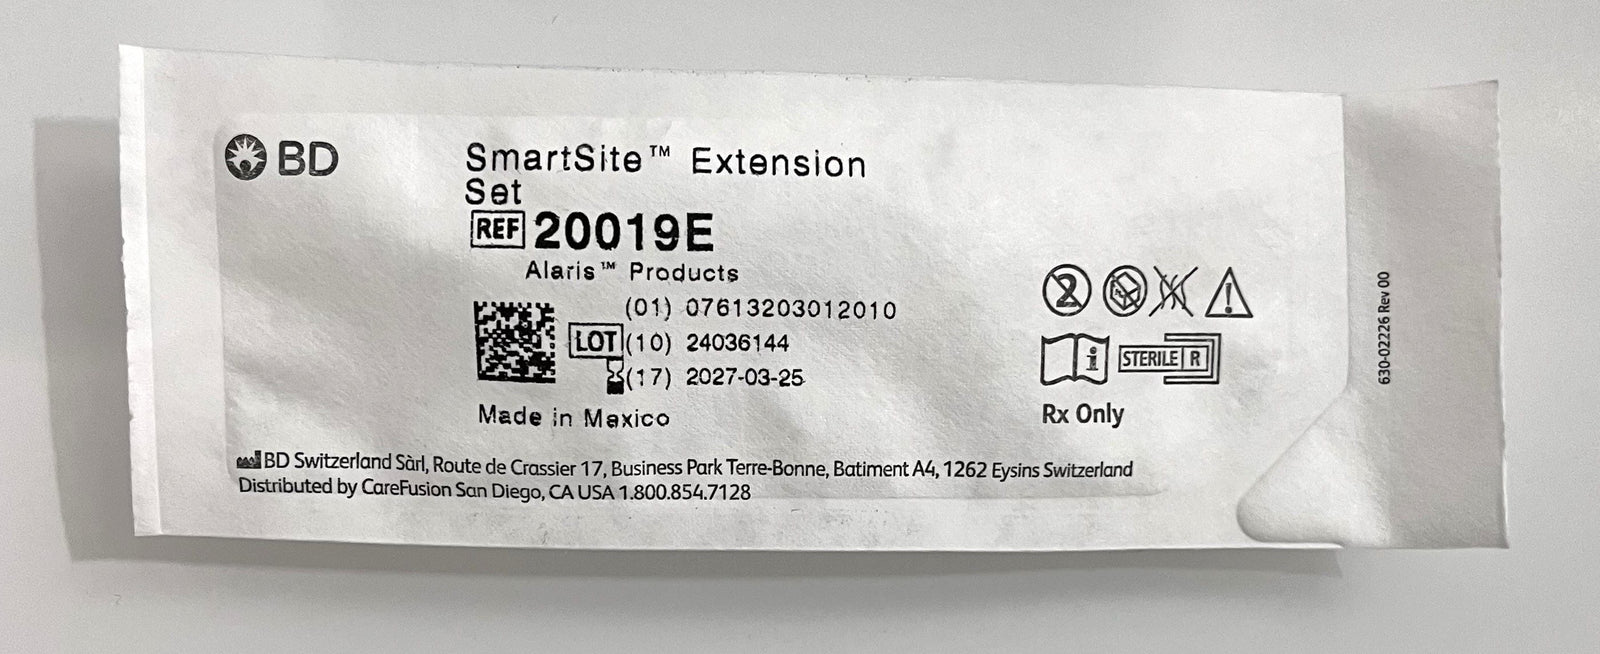 BD
SmartSite™ Extension
Set
REF 20019E
Alaris™ Products
(01) 07613203012010
LOT (10) 24036144
(17) 2027-03-25
Made in Mexico
2
i
STERILE R
Rx Only
BD Switzerland Sàrl, Route de Crassier 17, Business Park Terre-Bonne, Batiment A4, 1262 Eysins Switzerland
Distributed by CareFusion San Diego, CA USA 1.800.854.7128
630-02226 Rev 00